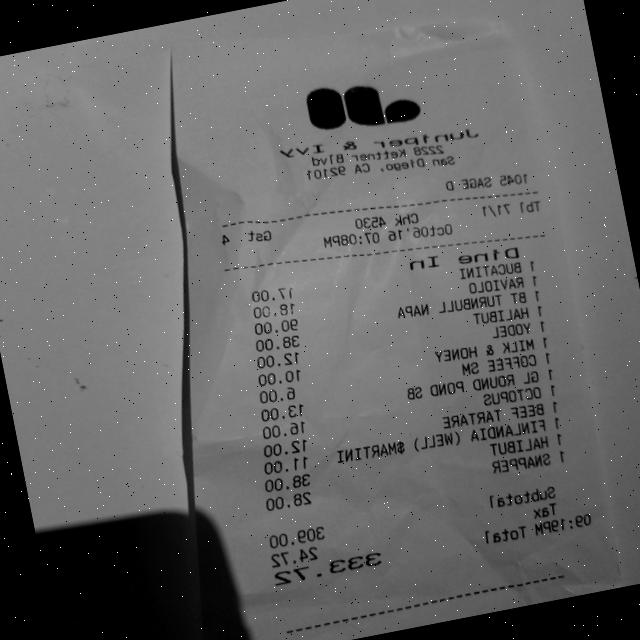 Juniper & IVY
2228 Kettner Blvd
San Diego, CA 92101
1045 SAGE D
Tbl 77/1 CHK 4530 Gst 4
Oct06'16 07:08PM
Dine In
1 BUCATINI 17.00
1 RAVIOLO 18.00
1 BT TURNBULL NAPA 90.00
1 HALIBUT 38.00
1 YODEL 12.00
1 MILK & HONEY 10.00
1 COFFEE SM 6.00
1 GL ROUND POND SB 13.00
1 OCTOPUS 16.00
1 BEEF TARTARE 12.00
1 FINLANDIA (WELL) $MARTINI 11.00
1 HALIBUT 38.00
1 SNAPPER 28.00
Subtotal 309.00
Tax 24.72
09:19PM Total 333.72